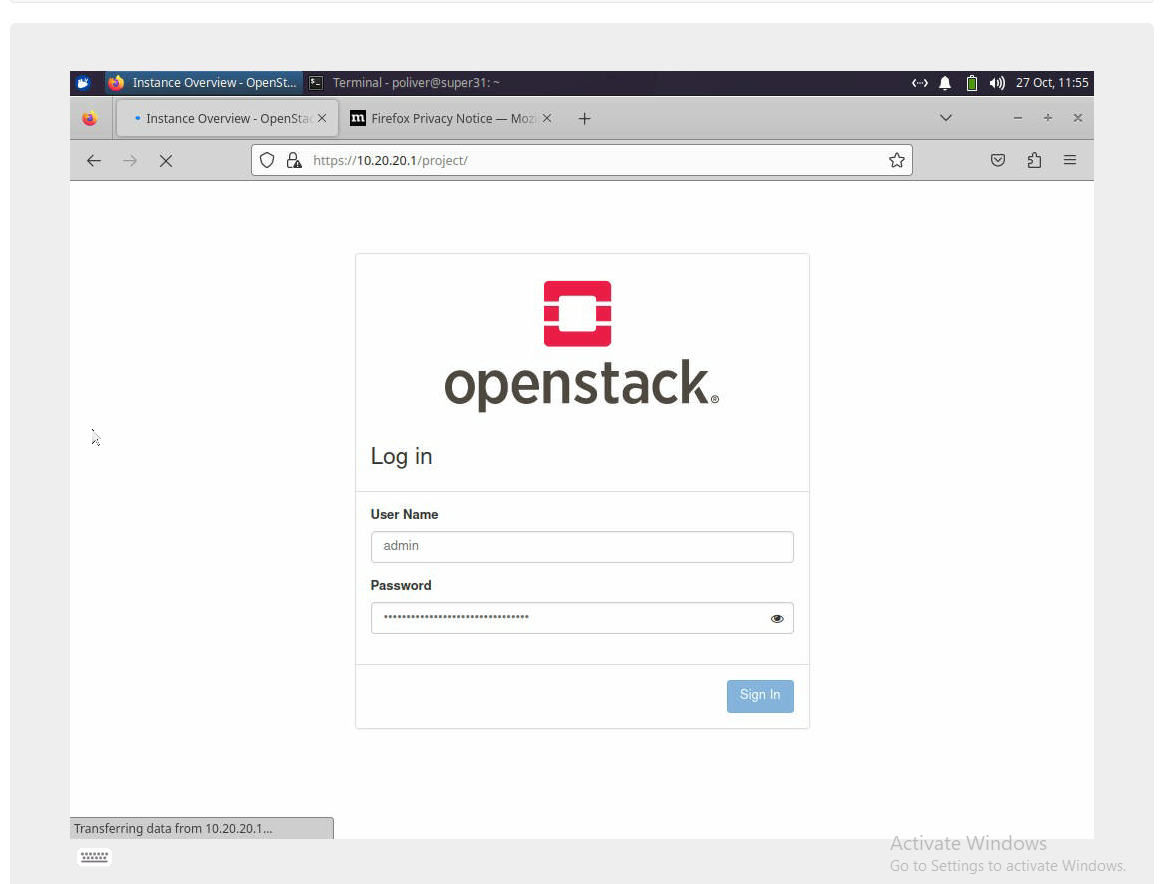 Instance Overview - OpenSt... Terminal - poliver@super31: ~ 27 Oct, 11:55
Instance Overview - OpenStac Firefox Privacy Notice — Mozi
https://10.20.20.1/project/
openstack.
Log in
User Name
admin
Password
Sign In
Transferring data from 10.20.20.1...
Activate Windows
Go to Settings to activate Windows.